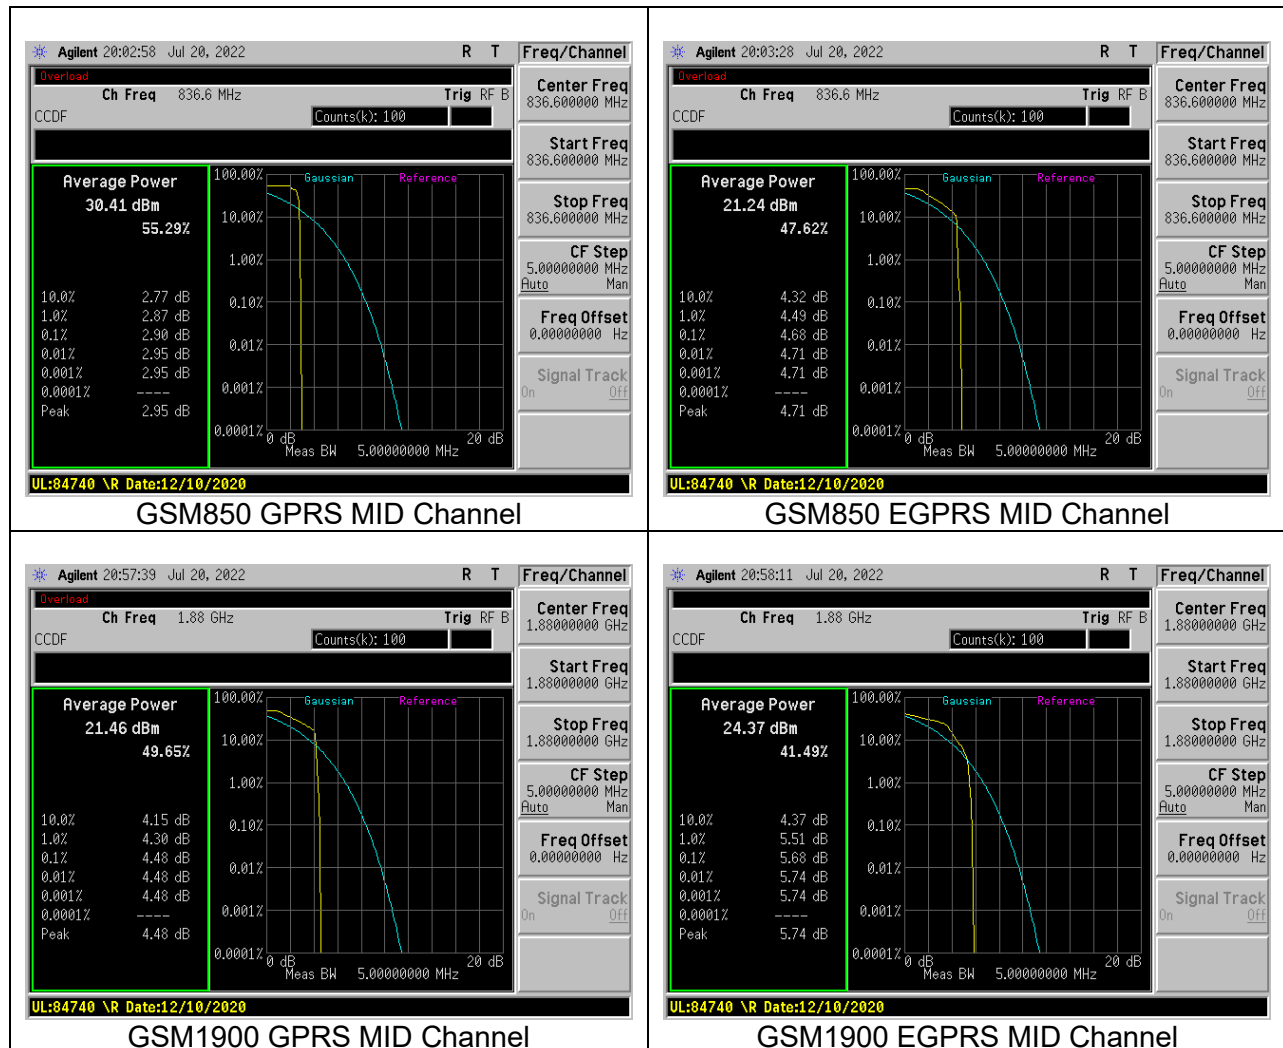 Agilent 20:02:58 Jul 20, 2022 R T Freq/Channel
Overload
Ch Freq 836.6 MHz Trig RF B
CCDF Counts(k): 100
Center Freq
836.600000 MHz
Start Freq
836.600000 MHz
Stop Freq
836.600000 MHz
CF Step
5.00000000 MHz
Auto Man
Freq Offset
0.00000000 Hz
Signal Track
On Off
Average Power
30.41 dBm
55.29%
10.0% 2.77 dB
1.0% 2.87 dB
0.1% 2.90 dB
0.01% 2.95 dB
0.001% 2.95 dB
0.0001% ----
Peak 2.95 dB
Gaussian Reference
100.00%
10.00%
1.00%
0.10%
0.01%
0.001%
0.0001%
0 dB 20 dB
Meas BW 5.00000000 MHz
UL:84740 \R Date:12/10/2020
GSM850 GPRS MID Channel
Agilent 20:03:28 Jul 20, 2022 R T Freq/Channel
Overload
Ch Freq 836.6 MHz Trig RF B
CCDF Counts(k): 100
Center Freq
836.600000 MHz
Start Freq
836.600000 MHz
Stop Freq
836.600000 MHz
CF Step
5.00000000 MHz
Auto Man
Freq Offset
0.00000000 Hz
Signal Track
On Off
Average Power
21.24 dBm
47.62%
10.0% 4.32 dB
1.0% 4.49 dB
0.1% 4.68 dB
0.01% 4.71 dB
0.001% 4.71 dB
0.0001% ----
Peak 4.71 dB
Gaussian Reference
100.00%
10.00%
1.00%
0.10%
0.01%
0.001%
0.0001%
0 dB 20 dB
Meas BW 5.00000000 MHz
UL:84740 \R Date:12/10/2020
GSM850 EGPRS MID Channel
Agilent 20:57:39 Jul 20, 2022 R T Freq/Channel
Overload
Ch Freq 1.88 GHz Trig RF B
CCDF Counts(k): 100
Center Freq
1.88000000 GHz
Start Freq
1.88000000 GHz
Stop Freq
1.88000000 GHz
CF Step
5.00000000 MHz
Auto Man
Freq Offset
0.00000000 Hz
Signal Track
On Off
Average Power
21.46 dBm
49.65%
10.0% 4.15 dB
1.0% 4.30 dB
0.1% 4.48 dB
0.01% 4.48 dB
0.001% 4.48 dB
0.0001% ----
Peak 4.48 dB
Gaussian Reference
100.00%
10.00%
1.00%
0.10%
0.01%
0.001%
0.0001%
0 dB 20 dB
Meas BW 5.00000000 MHz
UL:84740 \R Date:12/10/2020
GSM1900 GPRS MID Channel
Agilent 20:58:11 Jul 20, 2022 R T Freq/Channel
Ch Freq 1.88 GHz Trig RF B
CCDF Counts(k): 100
Center Freq
1.88000000 GHz
Start Freq
1.88000000 GHz
Stop Freq
1.88000000 GHz
CF Step
5.00000000 MHz
Auto Man
Freq Offset
0.00000000 Hz
Signal Track
On Off
Average Power
24.37 dBm
41.49%
10.0% 4.37 dB
1.0% 5.51 dB
0.1% 5.68 dB
0.01% 5.74 dB
0.001% 5.74 dB
0.0001% ----
Peak 5.74 dB
Gaussian Reference
100.00%
10.00%
1.00%
0.10%
0.01%
0.001%
0.0001%
0 dB 20 dB
Meas BW 5.00000000 MHz
UL:84740 \R Date:12/10/2020
GSM1900 EGPRS MID Channel